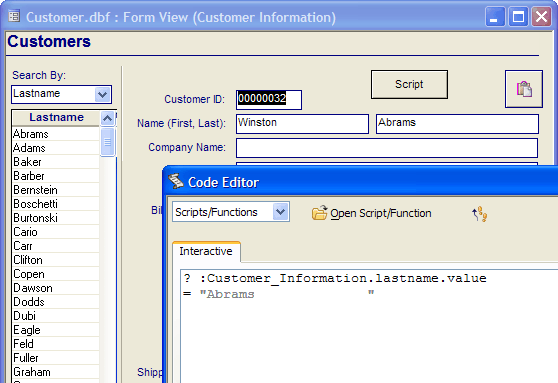 Customer.dbf : Form View (Customer Information)
Customers
Search By:
Lastname
Lastname
Abrams
Adams
Baker
Barber
Bernstein
Boschetti
Burtonski
Cario
Carr
Clifton
Copen
Dawson
Dodds
Dubi
Eagle
Feld
Fuller
Graham
Script
Customer ID: 00000032
Name (First, Last): Winston Abrams
Company Name:
Bil
Shipp
Code Editor
Scripts/Functions
Open Script/Function
Interactive
? :Customer_Information.lastname.value
= "Abrams               "